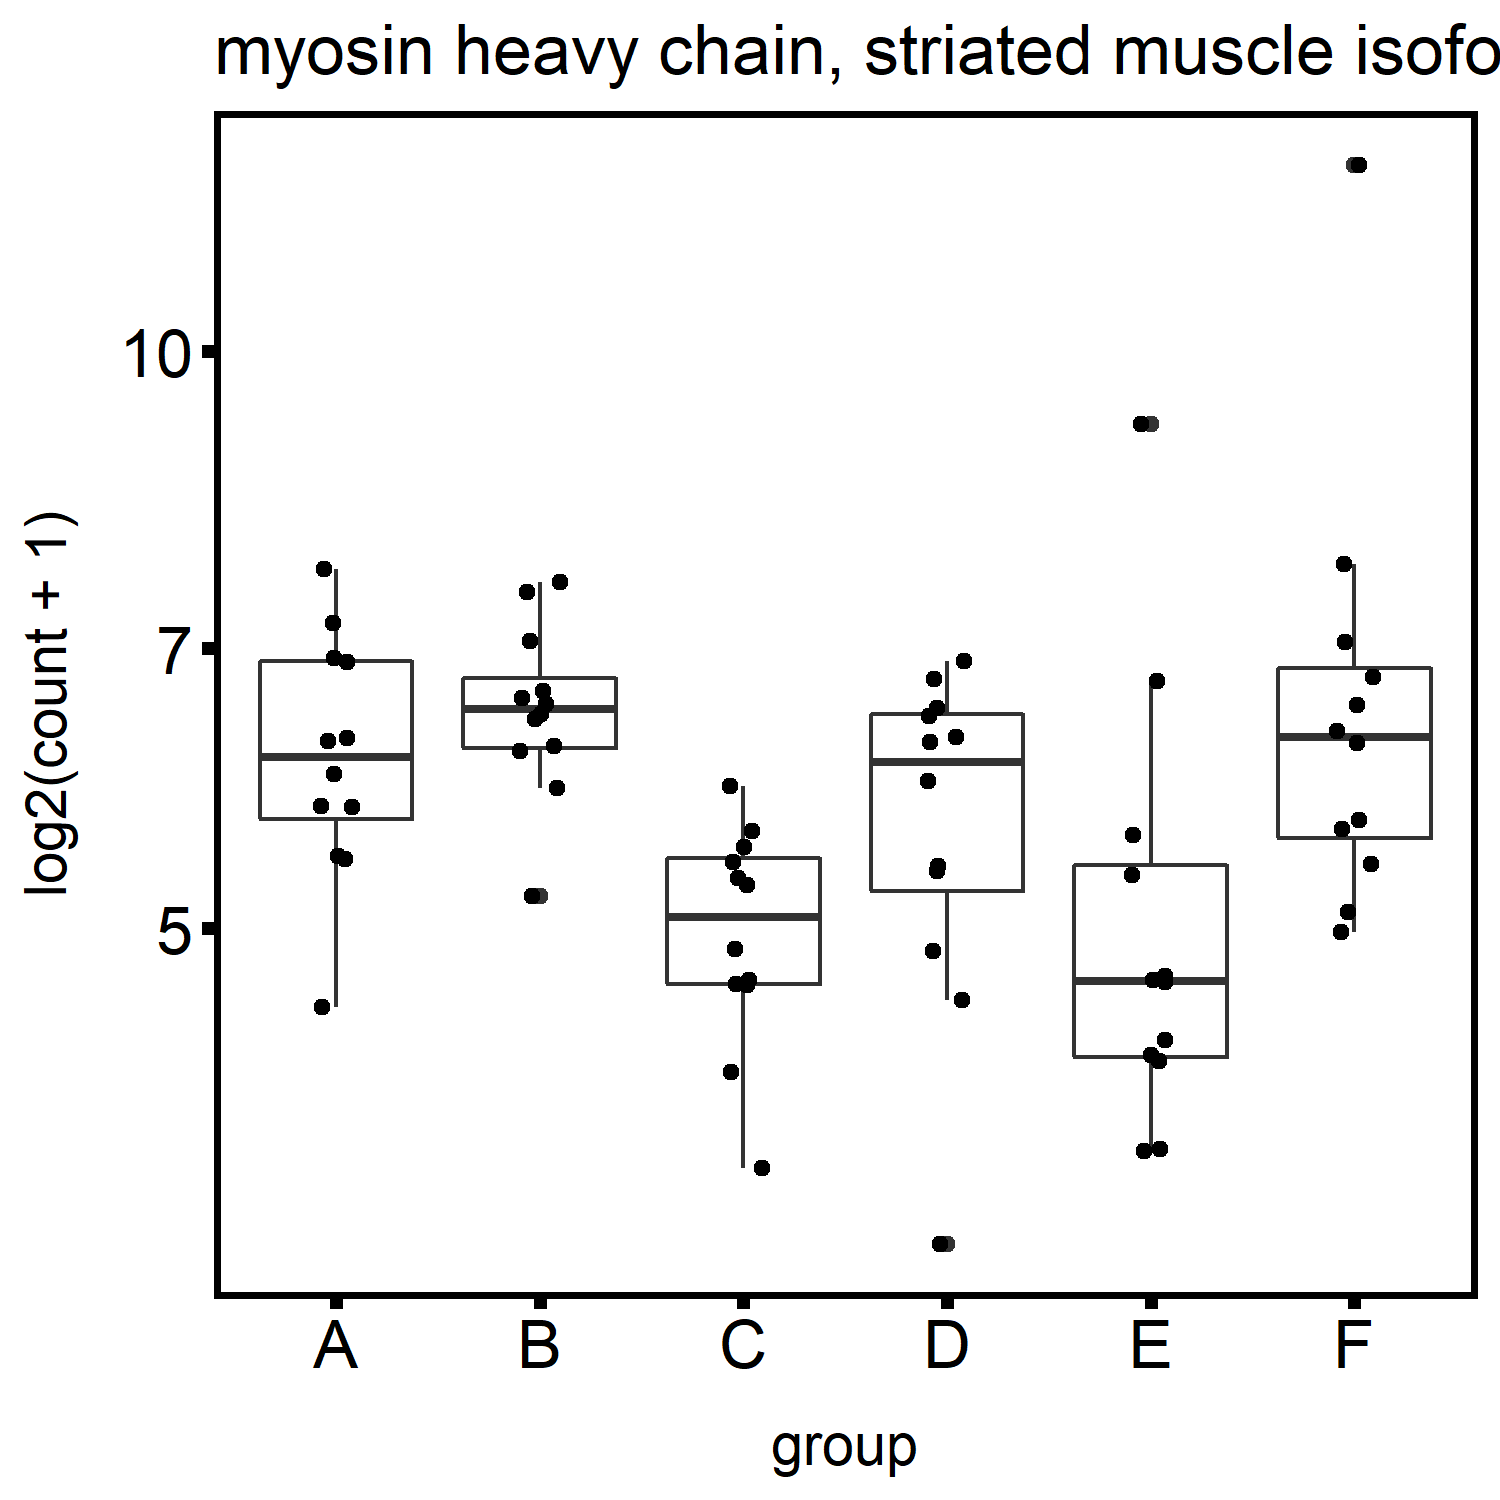 myosin heavy chain, striated muscle isofo
log2(count + 1)
10
7
5
A B C D E F
group